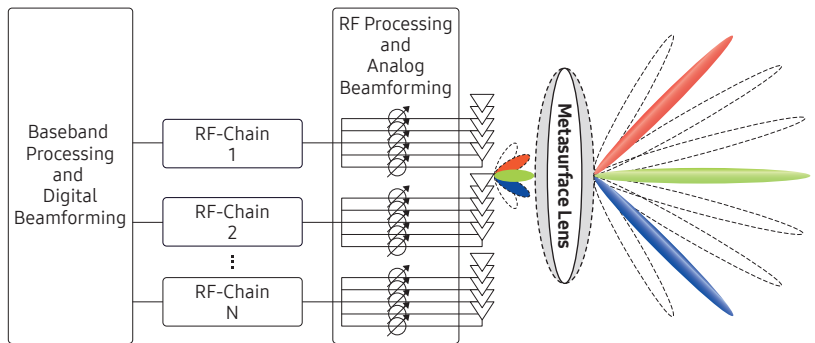 Baseband
Processing
and
Digital
Beamforming
RF-Chain
1
RF-Chain
2
RF-Chain
N
RF Processing
and
Analog
Beamforming
Metasurface Lens